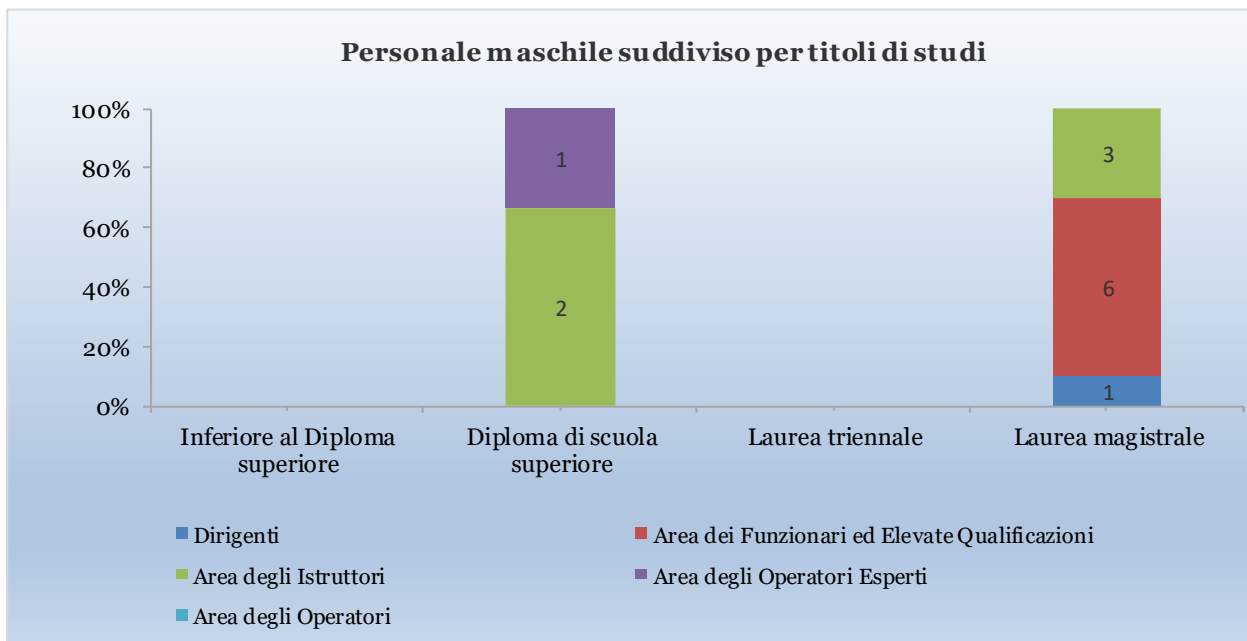 Personale maschile suddiviso per titoli di studi
100%
80%
60%
40%
20%
0%
1
2
3
6
1
Inferiore al Diploma
superiore
Diploma di scuola
superiore
Laurea triennale
Laurea magistrale
Dirigenti
Area dei Funzionari ed Elevate Qualificazioni
Area degli Istruttori
Area degli Operatori Esperti
Area degli Operatori